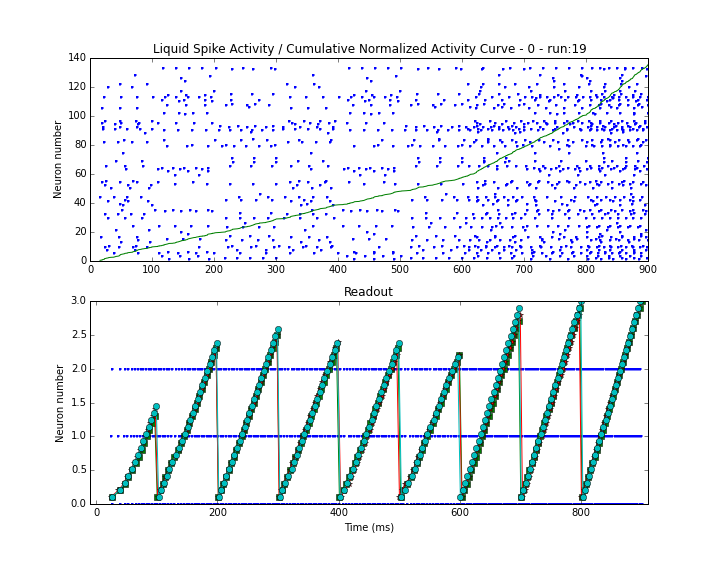 Liquid Spike Activity / Cumulative Normalized Activity Curve - 0 - run:19
140
120
100
80
60
40
20
0
Neuron number
0 100 200 300 400 500 600 700 800 900
Readout
3.0
2.5
2.0
1.5
1.0
0.5
0.0
Neuron number
0 200 400 600 800
Time (ms)